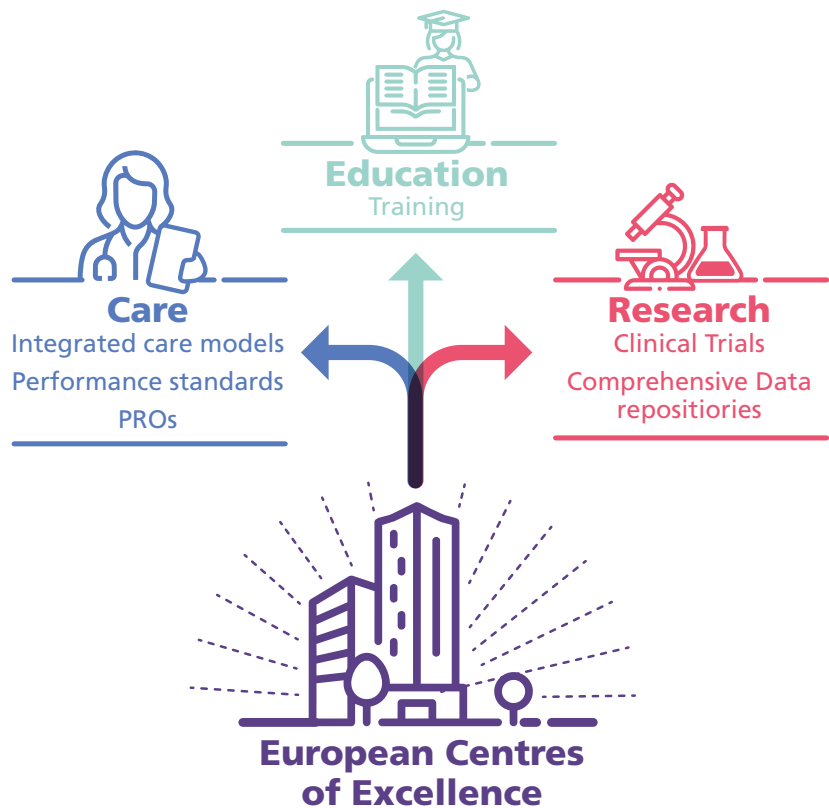 Education
Training
Care
Integrated care models
Performance standards
PROs
Research
Clinical Trials
Comprehensive Data
repositiories
European Centres
of Excellence